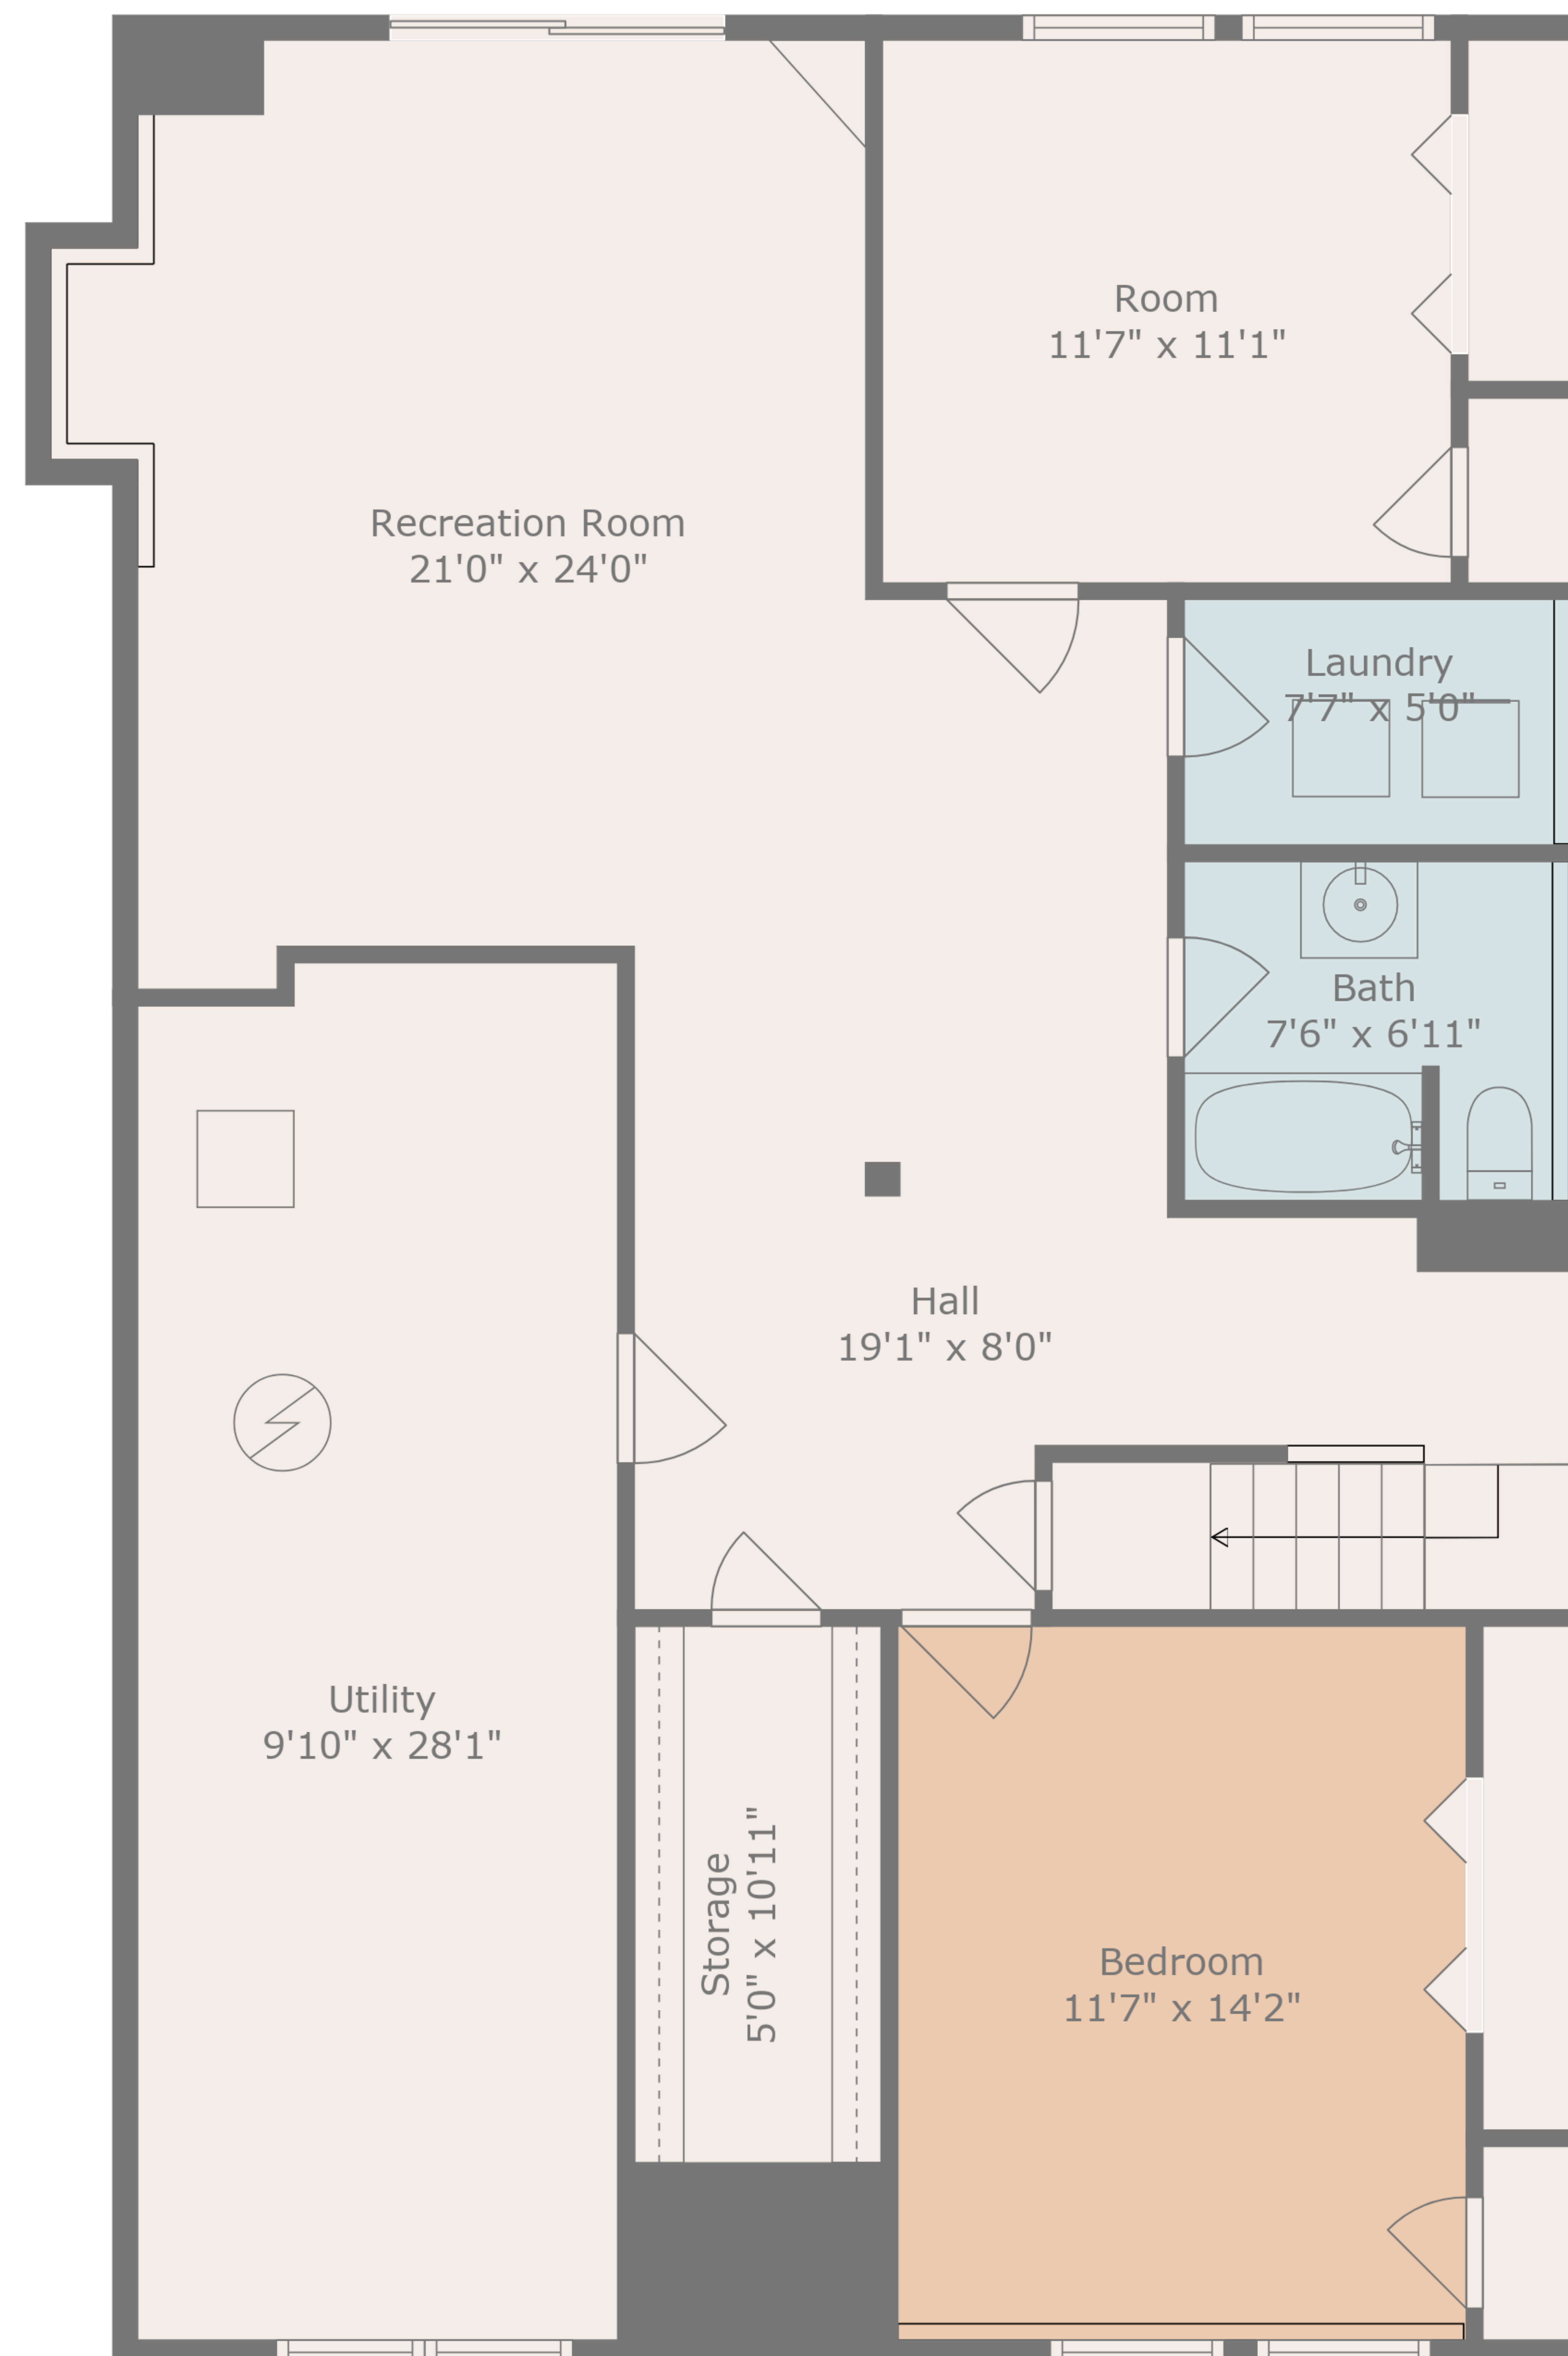 Room
11'7" x 11'1"
Recreation Room
21'0" x 24'0"
Laundry
7'7" x 5'0"
Bath
7'6" x 6'11"
Hall
19'1" x 8'0"
Utility
9'10" x 28'1"
Storage
5'0" x 10'11"
Bedroom
11'7" x 14'2"